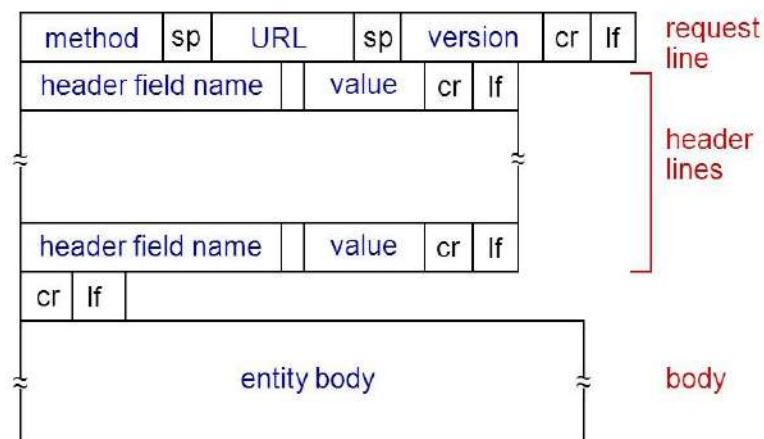 method sp URL sp version cr lf request
line
header field name value cr lf
header
lines
header field name value cr lf
cr lf
entity body body